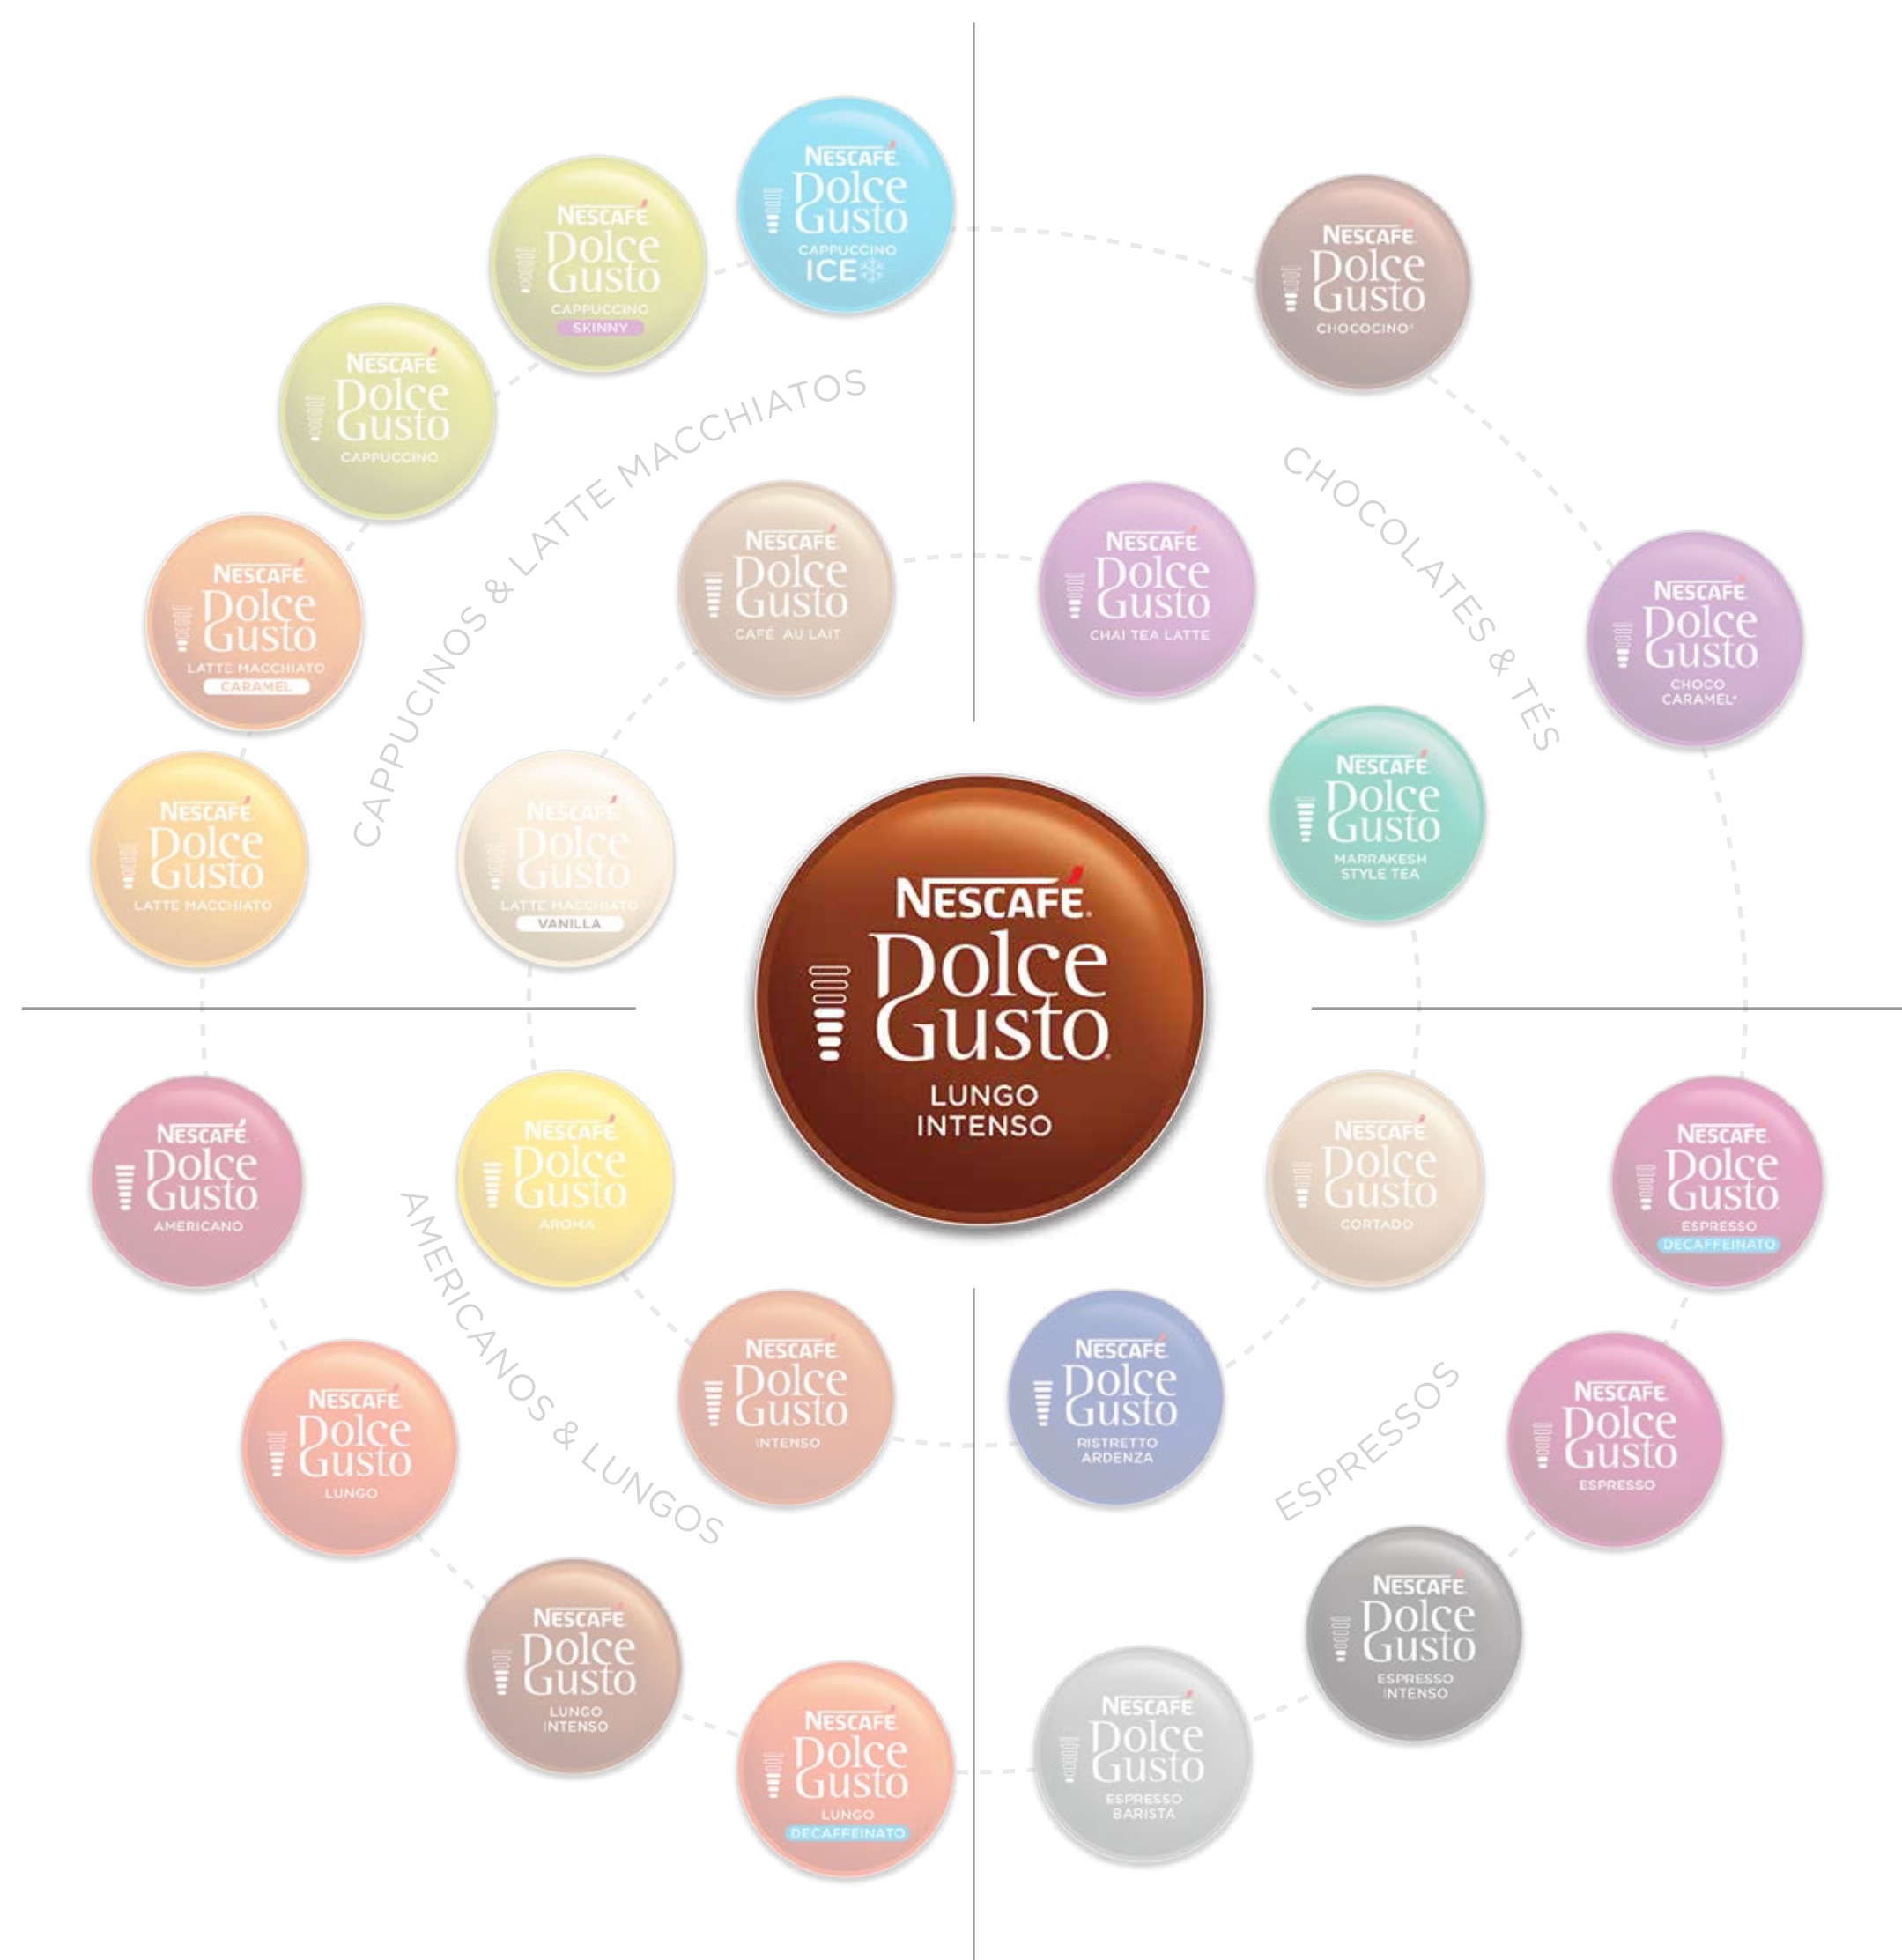 NESCAFÉ
Dolce
Gusto
CAPPUCCINO
ICE
NESCAFÉ
Dolce
Gusto
CAPPUCCINO
SKINNY
NESCAFÉ
Dolce
Gusto
CAPPUCCINO
NESCAFÉ
Dolce
Gusto
LATTE MACCHIATO
CARAMEL
NESCAFÉ
Dolce
Gusto
LATTE MACCHIATO
CAPPUCINOS & LATTE MACCHIATOS
NESCAFÉ
Dolce
Gusto
CAFÉ AU LAIT
NESCAFÉ
Dolce
Gusto
LATTE MACCHIATO
VANILLA
NESCAFÉ
Dolce
Gusto
CHOCOCINO*
CHOCOLATES & TÉS
NESCAFÉ
Dolce
Gusto
CHAI TEA LATTE
NESCAFÉ
Dolce
Gusto
CHOCO
CARAMEL*
NESCAFÉ
Dolce
Gusto
MARRAKESH
STYLE TEA
NESCAFÉ®
Dolce
Gusto®
LUNGO
INTENSO
NESCAFÉ
Dolce
Gusto
AMERICANO
NESCAFÉ
Dolce
Gusto
AROMA
AMERICANOS & LUNGOS
NESCAFÉ
Dolce
Gusto
INTENSO
NESCAFÉ
Dolce
Gusto
LUNGO
NESCAFÉ
Dolce
Gusto
LUNGO
INTENSO
NESCAFÉ
Dolce
Gusto
LUNGO
DECAFFEINATO
NESCAFÉ
Dolce
Gusto
CORTADO
NESCAFÉ
Dolce
Gusto
ESPRESSO
DECAFFEINATO
NESCAFÉ
Dolce
Gusto
RISTRETTO
ARDENZA
ESPRESSOS
NESCAFÉ
Dolce
Gusto
ESPRESSO
NESCAFÉ
Dolce
Gusto
ESPRESSO
INTENSO
NESCAFÉ
Dolce
Gusto
ESPRESSO
BARISTA